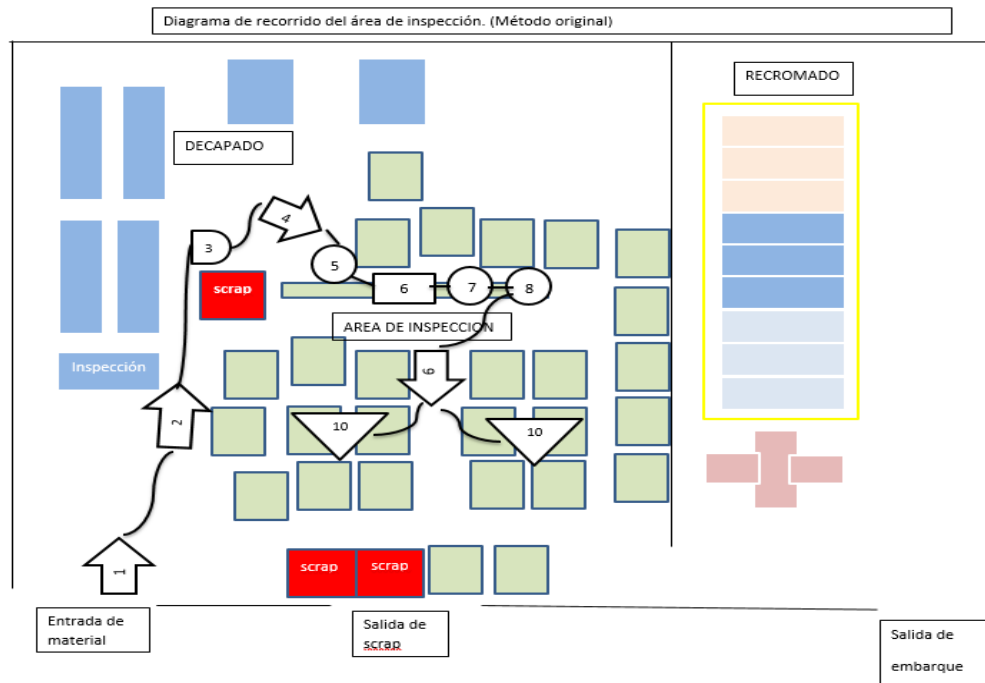 Diagrama de recorrido del área de inspección. (Método original)
RECROMADO
DECAPADO
4
3
5
scrap
6
7
8
AREA DE INSPECCION
Inspección
9
2
10
10
1
scrap
scrap
Entrada de
material
Salida de
scrap
Salida de
embarque